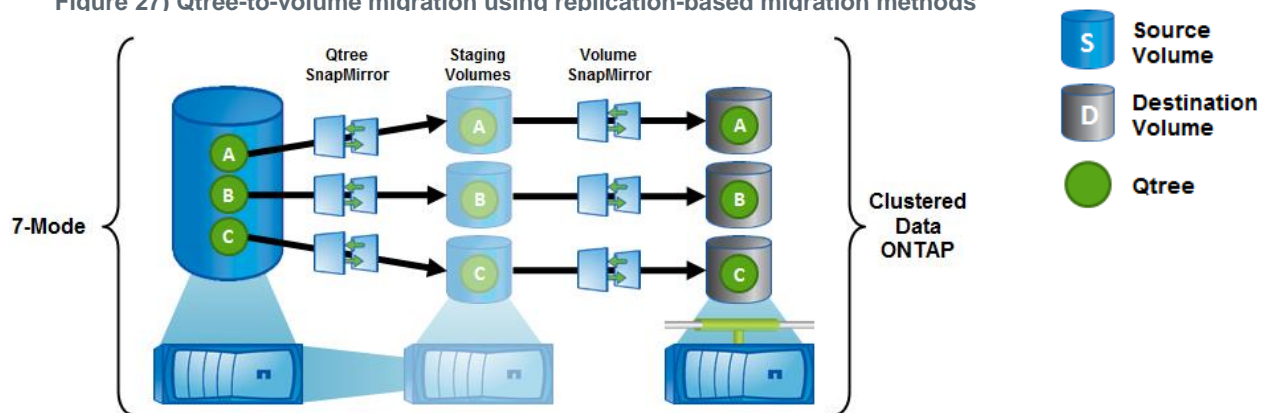 Figure 27) Qtree-to-volume migration using replication-based migration methods
Qtree
SnapMirror
Staging
Volumes
Volume
SnapMirror
S
Source
Volume
D
Destination
Volume
Qtree
7-Mode
A
B
C
A
B
C
A
B
C
Clustered
Data
ONTAP